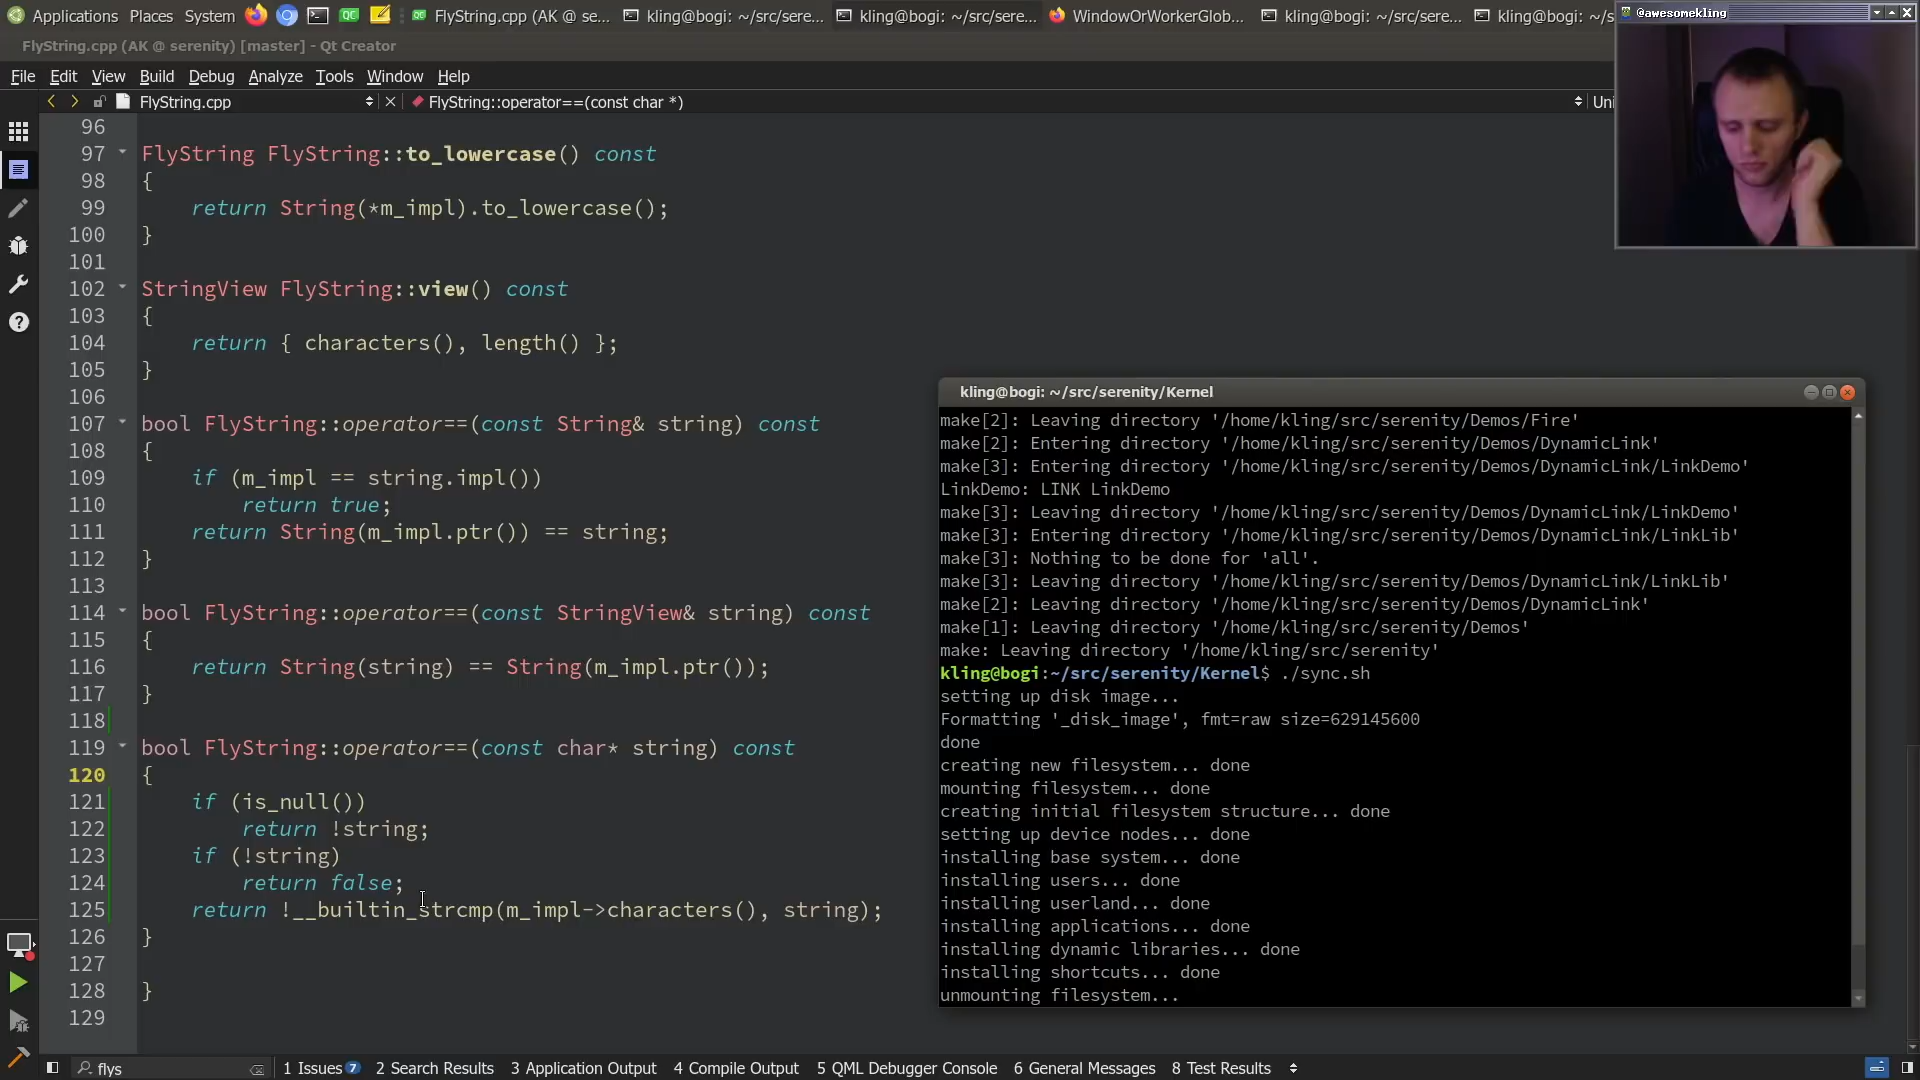 Applications Places System FlyString.cpp (AK @ se... kling@bogi: ~/src/sere... kling@bogi: ~/src/sere... WindowOrWorkerGlob... kling@bogi: ~/src/sere... kling@bogi: ~/s
@awesomekling
FlyString.cpp (AK @ serenity) [master] - Qt Creator
File Edit View Build Debug Analyze Tools Window Help
FlyString.cpp FlyString::operator==(const char *) Uni
96
97 FlyString FlyString::to_lowercase() const
98 {
99 return String(*m_impl).to_lowercase();
100 }
101
102 StringView FlyString::view() const
103 {
104 return { characters(), length() };
105 }
106
107 bool FlyString::operator==(const String& string) const
108 {
109 if (m_impl == string.impl())
110 return true;
111 return String(m_impl.ptr()) == string;
112 }
113
114 bool FlyString::operator==(const StringView& string) const
115 {
116 return String(string) == String(m_impl.ptr());
117 }
118
119 bool FlyString::operator==(const char* string) const
120 {
121 if (is_null())
122 return !string;
123 if (!string)
124 return false;
125 return !__builtin_strcmp(m_impl->characters(), string);
126 }
127
128 }
129
kling@bogi: ~/src/serenity/Kernel
make[2]: Leaving directory '/home/kling/src/serenity/Demos/Fire'
make[2]: Entering directory '/home/kling/src/serenity/Demos/DynamicLink'
make[3]: Entering directory '/home/kling/src/serenity/Demos/DynamicLink/LinkDemo'
LinkDemo: LINK LinkDemo
make[3]: Leaving directory '/home/kling/src/serenity/Demos/DynamicLink/LinkDemo'
make[3]: Entering directory '/home/kling/src/serenity/Demos/DynamicLink/LinkLib'
make[3]: Nothing to be done for 'all'.
make[3]: Leaving directory '/home/kling/src/serenity/Demos/DynamicLink/LinkLib'
make[2]: Leaving directory '/home/kling/src/serenity/Demos/DynamicLink'
make[1]: Leaving directory '/home/kling/src/serenity/Demos'
make: Leaving directory '/home/kling/src/serenity'
kling@bogi:~/src/serenity/Kernel$ ./sync.sh
setting up disk image...
Formatting '_disk_image', fmt=raw size=629145600
done
creating new filesystem... done
mounting filesystem... done
creating initial filesystem structure... done
setting up device nodes... done
installing base system... done
installing users... done
installing userland... done
installing applications... done
installing dynamic libraries... done
installing shortcuts... done
unmounting filesystem...
flys 1 Issues 7 2 Search Results 3 Application Output 4 Compile Output 5 QML Debugger Console 6 General Messages 8 Test Results